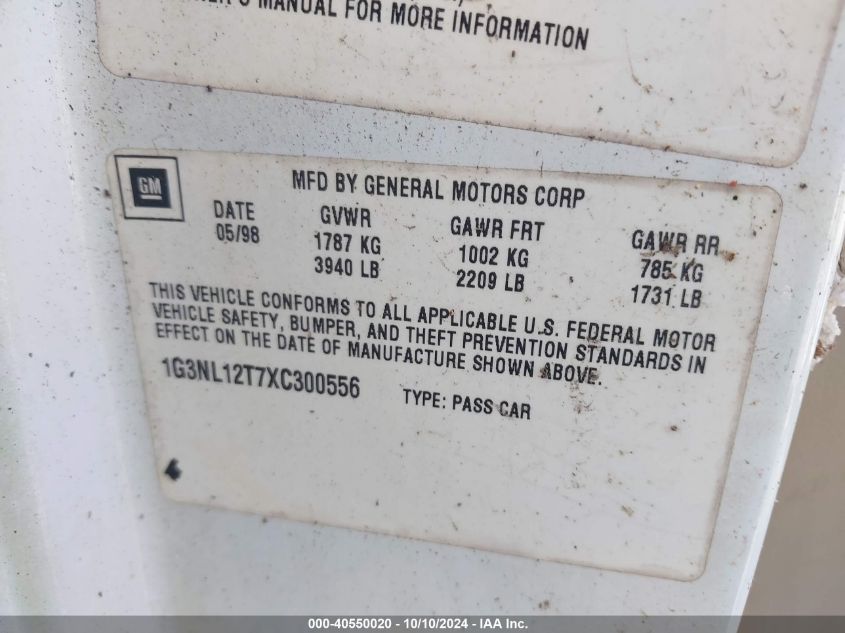 MANUAL FOR MORE INFORMATION
GM
MFD BY GENERAL MOTORS CORP
DATE GVWR GAWR FRT GAWR RR
05/98 1787 KG 1002 KG 785 KG
3940 LB 2209 LB 1731 LB
THIS VEHICLE CONFORMS TO ALL APPLICABLE U.S. FEDERAL MOTOR
VEHICLE SAFETY, BUMPER, AND THEFT PREVENTION STANDARDS IN
EFFECT ON THE DATE OF MANUFACTURE SHOWN ABOVE.
1G3NL12T7XC300556 TYPE: PASS CAR
000-40550020 - 10/10/2024 - IAA Inc.